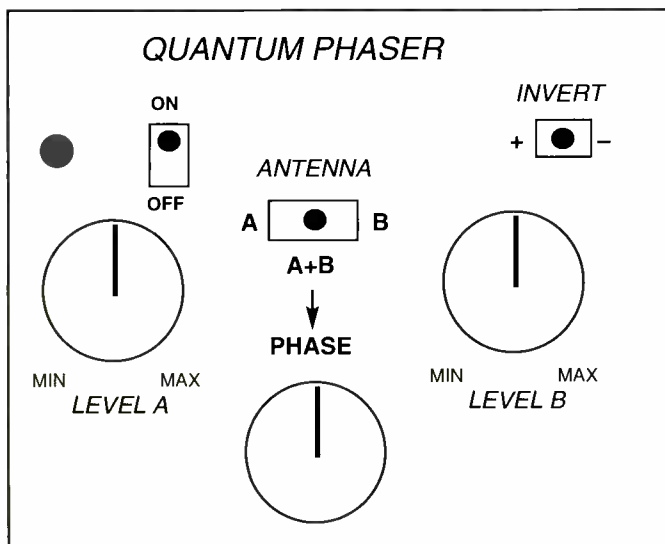 QUANTUM PHASER
ON
OFF
INVERT
+ −
ANTENNA
A B
A+B
PHASE
MIN MAX
LEVEL A
MIN MAX
LEVEL B